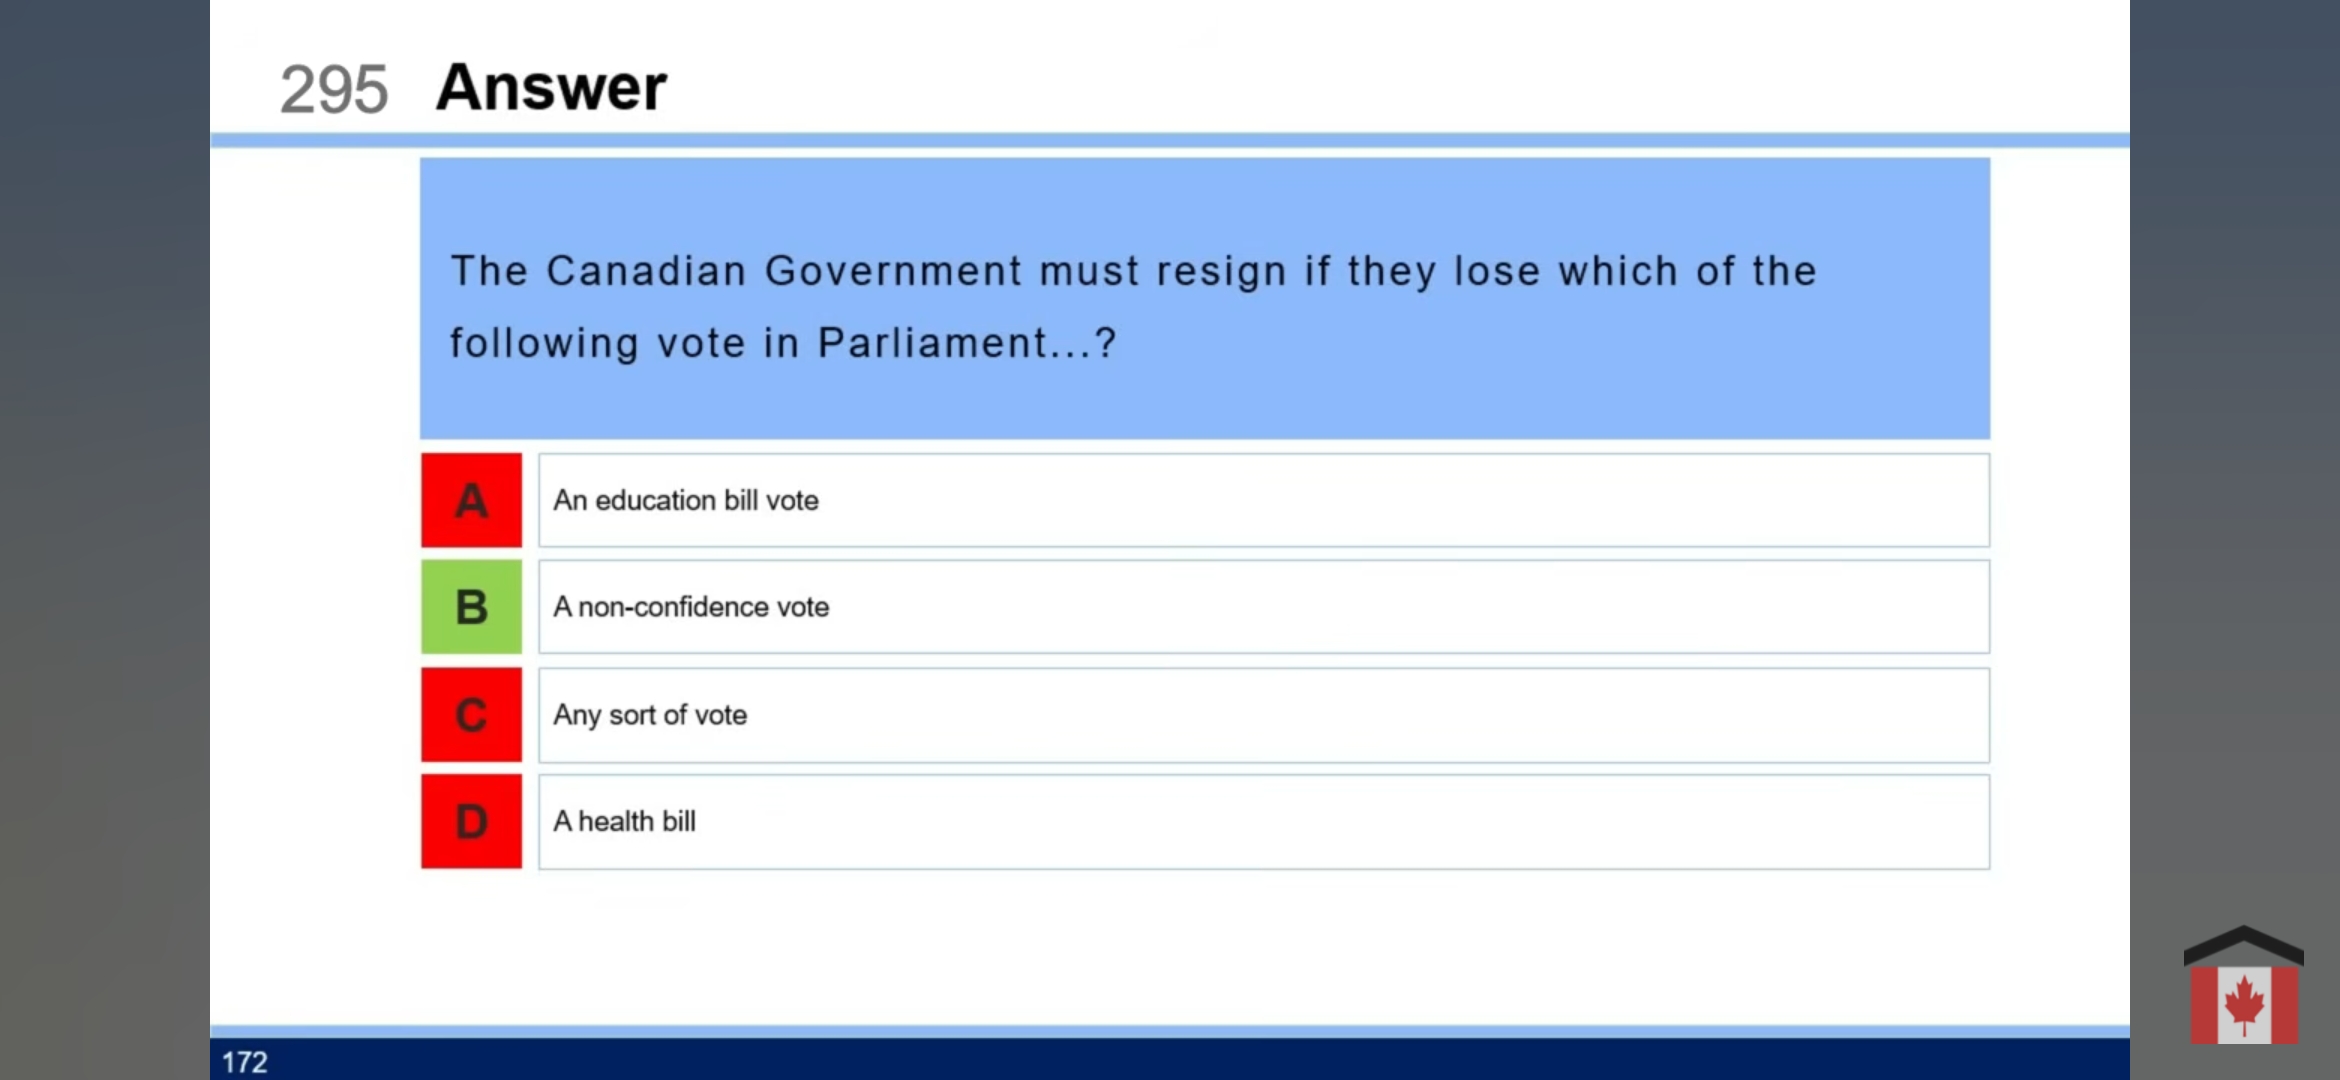 295 Answer
The Canadian Government must resign if they lose which of the
following vote in Parliament...?
A An education bill vote
B A non-confidence vote
C Any sort of vote
D A health bill
172